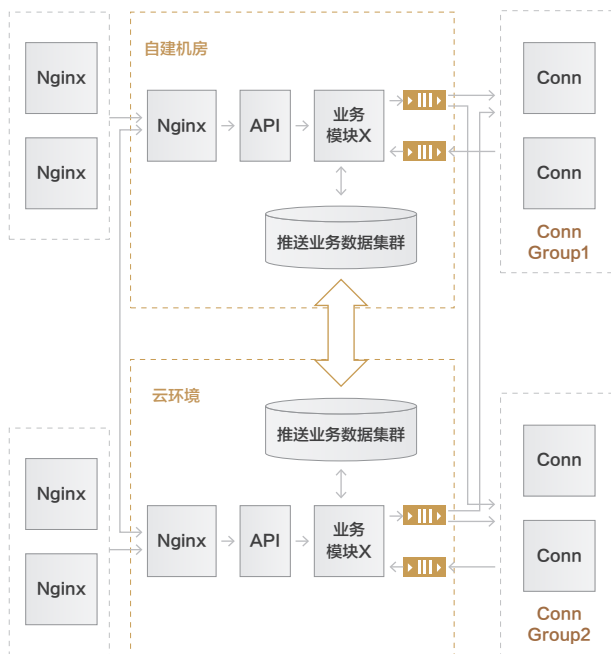 自建机房
Nginx
Nginx
Nginx
API
业务
模块X
推送业务数据集群
Conn
Conn
Conn
Group1
云环境
推送业务数据集群
Nginx
Nginx
Nginx
API
业务
模块X
Conn
Conn
Conn
Group2